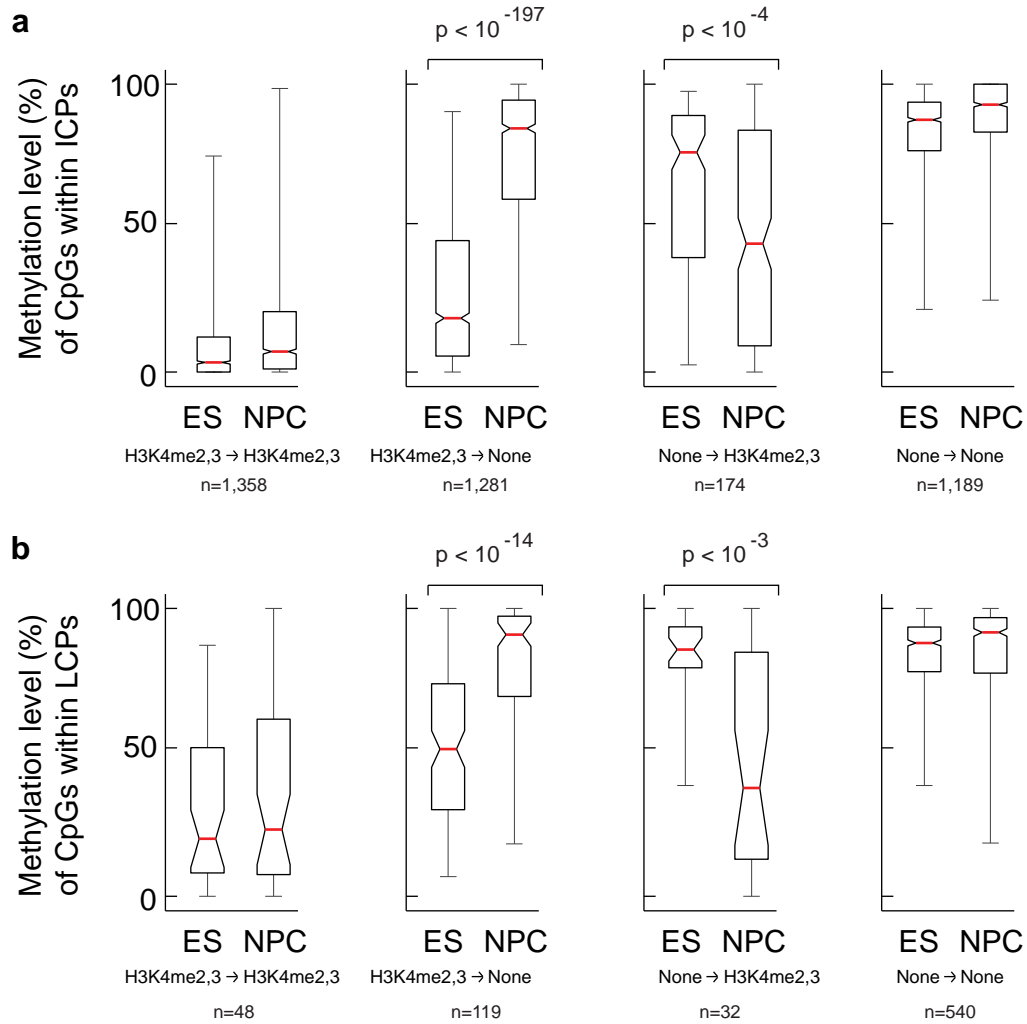 a
p < 10 -197
p < 10 -4
Methylation level (%)
of CpGs within ICPs
100
50
0
ES NPC
ES NPC
ES NPC
ES NPC
H3K4me2,3 → H3K4me2,3
H3K4me2,3 → None
None → H3K4me2,3
None → None
n=1,358
n=1,281
n=174
n=1,189
b
p < 10 -14
p < 10 -3
Methylation level (%)
of CpGs within LCPs
100
50
0
ES NPC
ES NPC
ES NPC
ES NPC
H3K4me2,3 → H3K4me2,3
H3K4me2,3 → None
None → H3K4me2,3
None → None
n=48
n=119
n=32
n=540